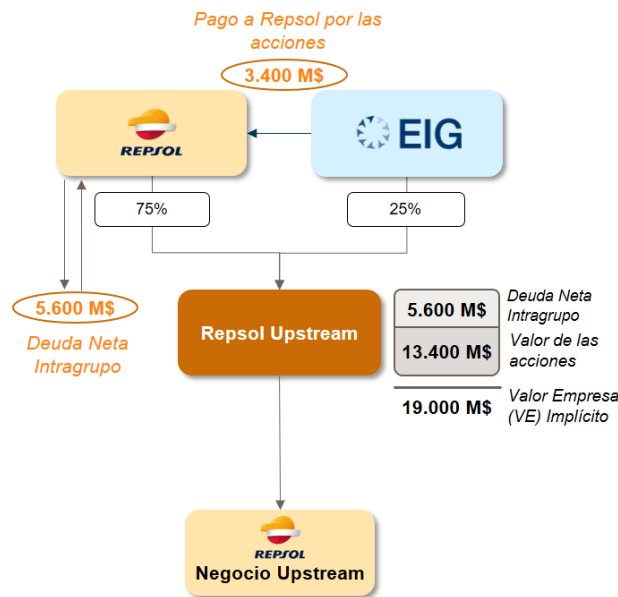 Pago a Repsol por las
acciones
3.400 M$
REPSOL
EIG
75%
25%
5.600 M$
Deuda Neta
Intragrupo
Repsol Upstream
5.600 M$
Deuda Neta
Intragrupo
13.400 M$
Valor de las
acciones
19.000 M$
Valor Empresa
(VE) Implícito
REPSOL
Negocio Upstream